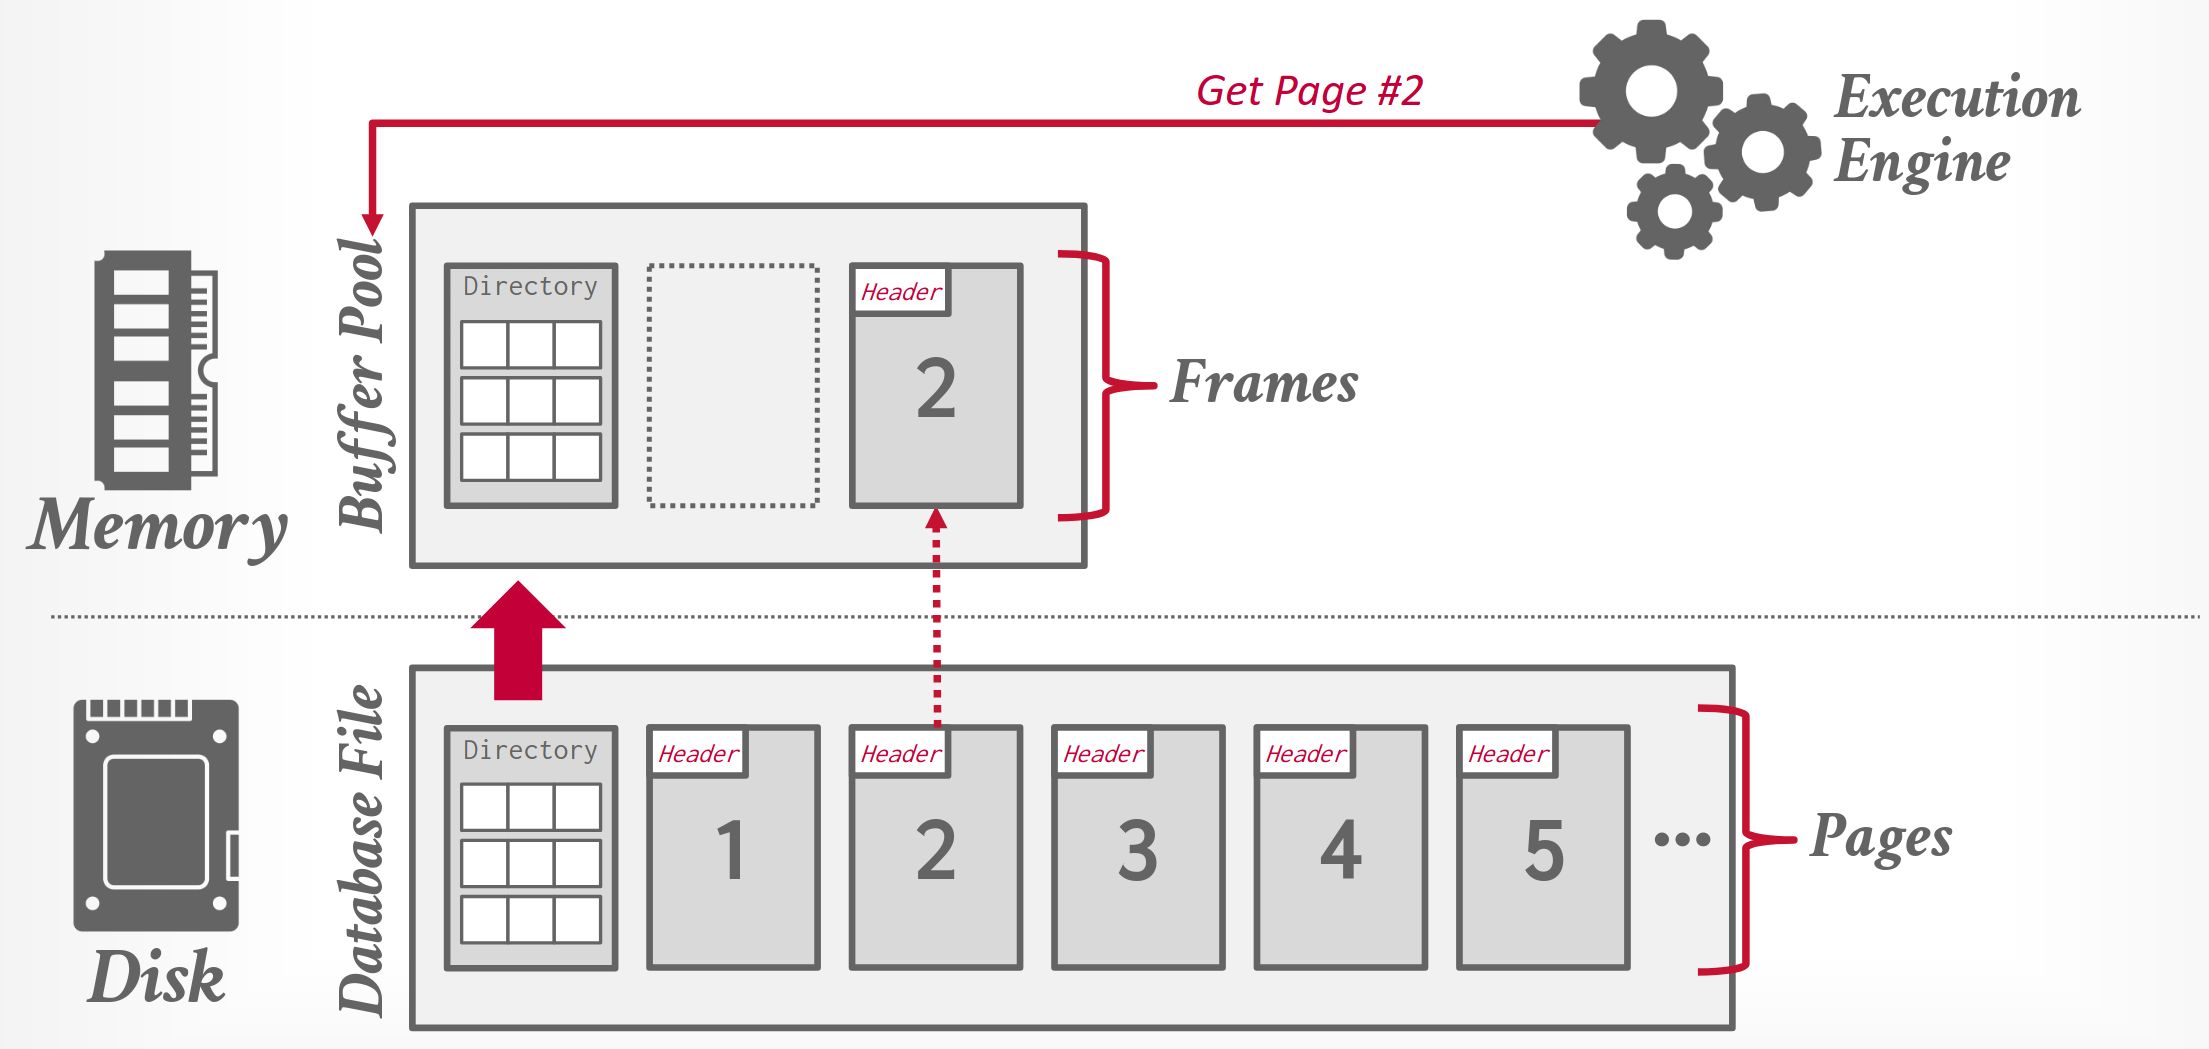 Get Page #2
Execution
Engine
Buffer Pool
Directory
Header
2
Frames
Memory
Database File
Directory
Header
1
Header
2
Header
3
Header
4
Header
5
•••
Pages
Disk